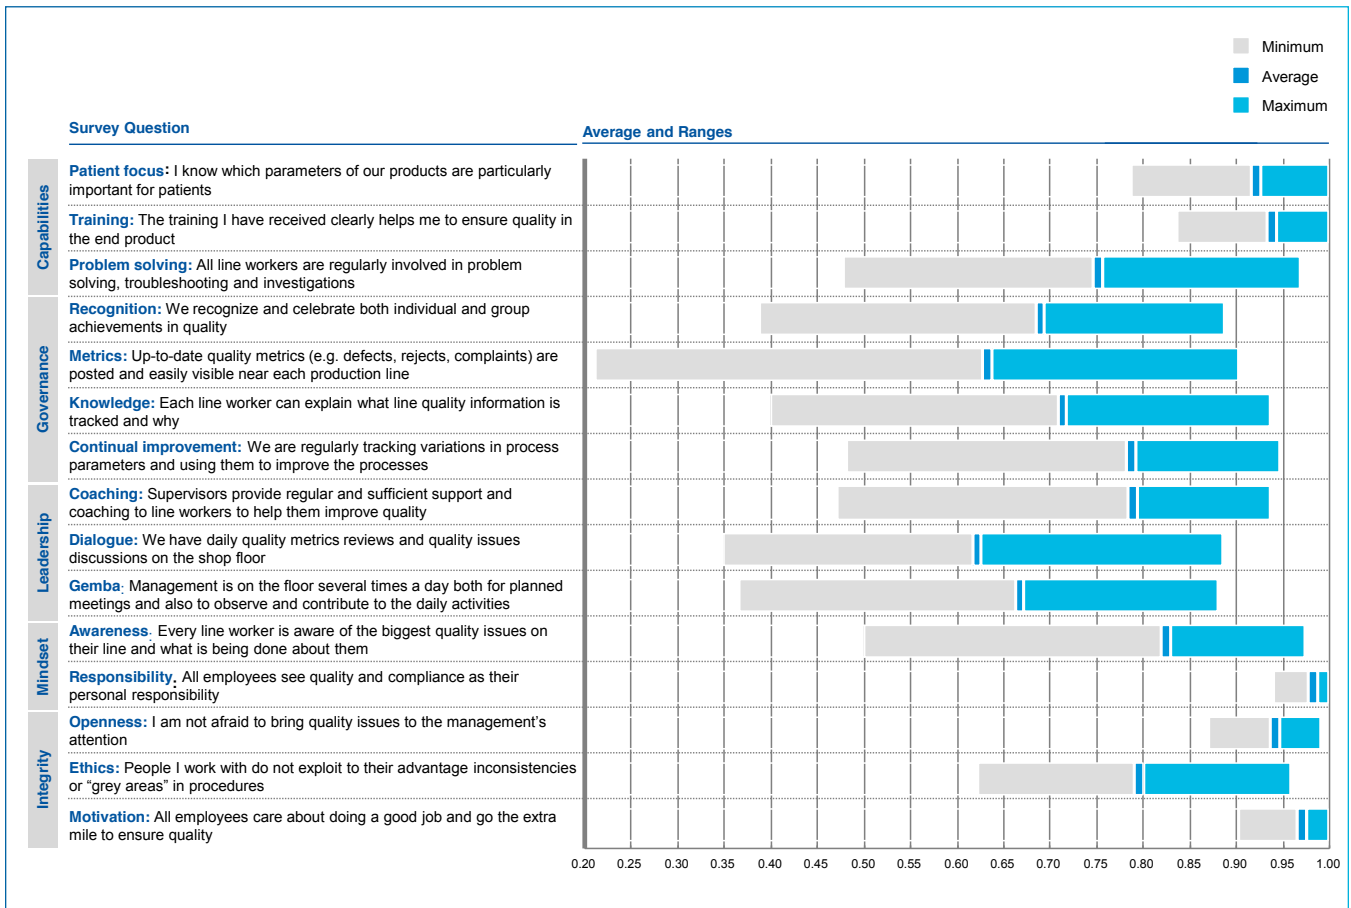 Minimum
Average
Maximum
Survey Question
Average and Ranges
Capabilities
Patient focus: I know which parameters of our products are particularly
important for patients
Training: The training I have received clearly helps me to ensure quality in
the end product
Problem solving: All line workers are regularly involved in problem
solving, troubleshooting and investigations
Governance
Recognition: We recognize and celebrate both individual and group
achievements in quality
Metrics: Up-to-date quality metrics (e.g. defects, rejects, complaints) are
posted and easily visible near each production line
Knowledge: Each line worker can explain what line quality information is
tracked and why
Continual improvement: We are regularly tracking variations in process
parameters and using them to improve the processes
Leadership
Coaching: Supervisors provide regular and sufficient support and
coaching to line workers to help them improve quality
Dialogue: We have daily quality metrics reviews and quality issues
discussions on the shop floor
Gemba: Management is on the floor several times a day both for planned
meetings and also to observe and contribute to the daily activities
Mindset
Awareness: Every line worker is aware of the biggest quality issues on
their line and what is being done about them
Responsibility: All employees see quality and compliance as their
personal responsibility
Integrity
Openness: I am not afraid to bring quality issues to the management's
attention
Ethics: People I work with do not exploit to their advantage inconsistencies
or “grey areas” in procedures
Motivation: All employees care about doing a good job and go the extra
mile to ensure quality
0.20 0.25 0.30 0.35 0.40 0.45 0.50 0.55 0.60 0.65 0.70 0.75 0.80 0.85 0.90 0.95 1.00